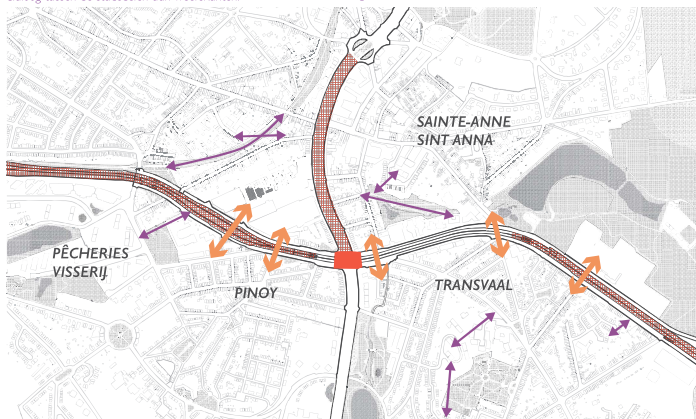 SAINTE-ANNE
SINT ANNA
PÊCHERIES
VISSERIJ
PINOY
TRANSVAAL